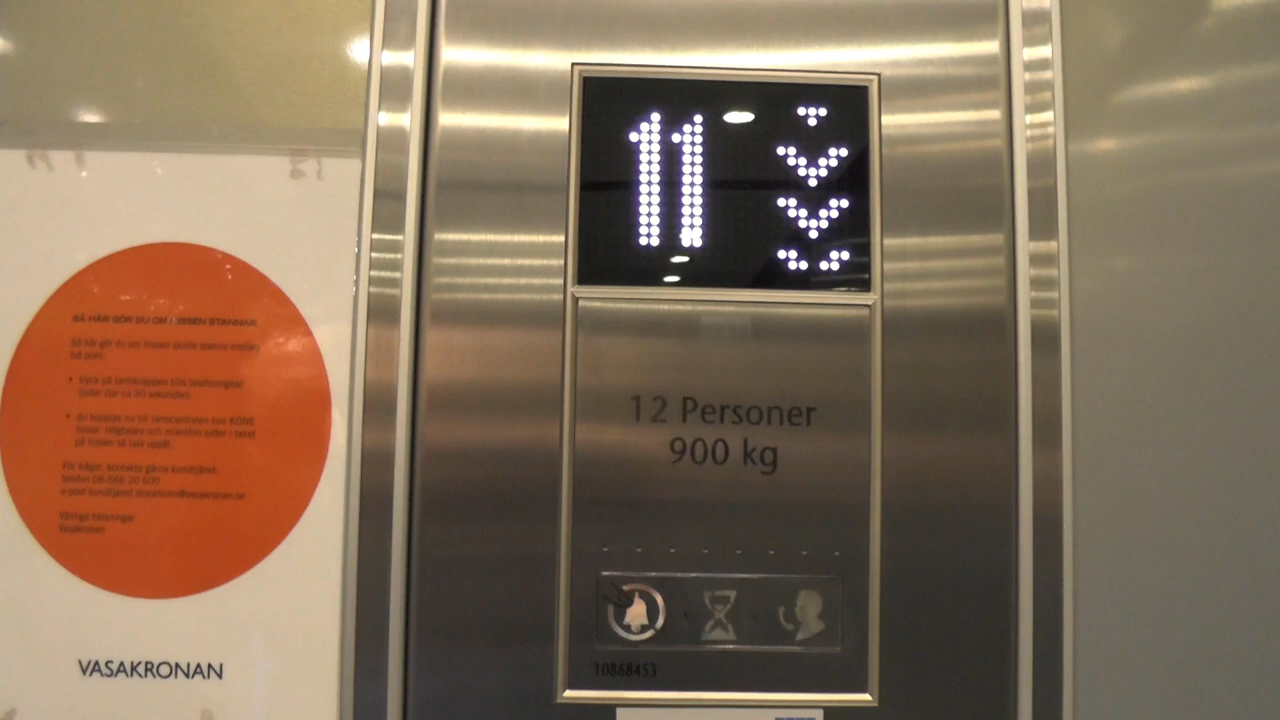 SÅ HÄR GÖR DU OM HISSEN STANNAR
Så här gör du om hissen skulle stanna mellan
två plan:
• tryck på larmknappen tills telefonsignal
ljuder (tar ca 30 sekunder).
• du kopplas nu till larmcentralen hos KONE
hissar. Högtalare och mikrofon sitter i taket
på hissen så tala uppåt.
För frågor, kontakta gärna kundtjänst:
telefon 08-566 20 600
e-post kundtjanst.stockholm@vasakronan.se
Vänliga hälsningar
Vasakronan
VASAKRONAN
11
12 Personer
900 kg
10868453